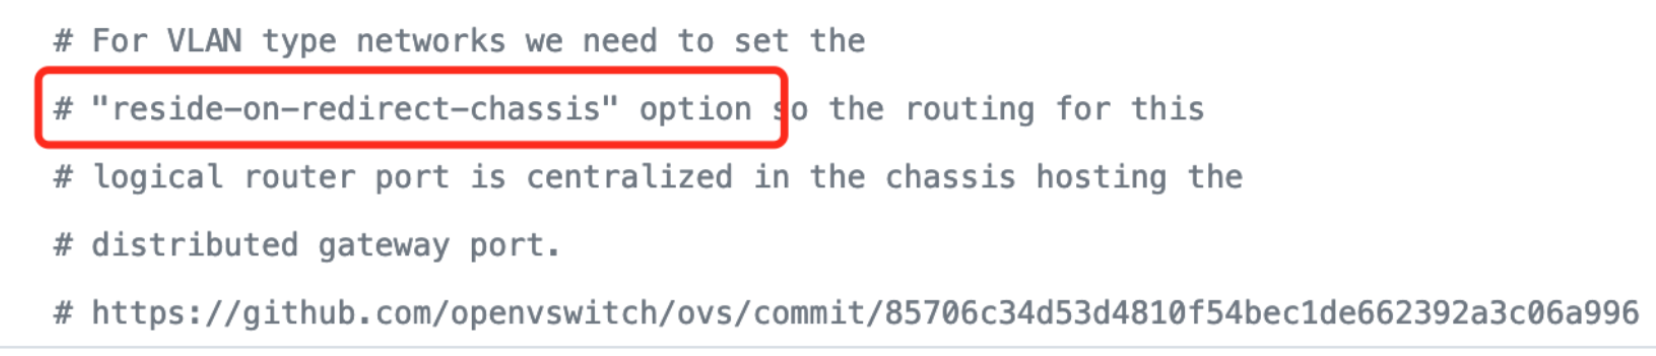 # For VLAN type networks we need to set the
# "reside-on-redirect-chassis" option so the routing for this
# logical router port is centralized in the chassis hosting the
# distributed gateway port.
# https://github.com/openvswitch/ovs/commit/85706c34d53d4810f54bec1de662392a3c06a996